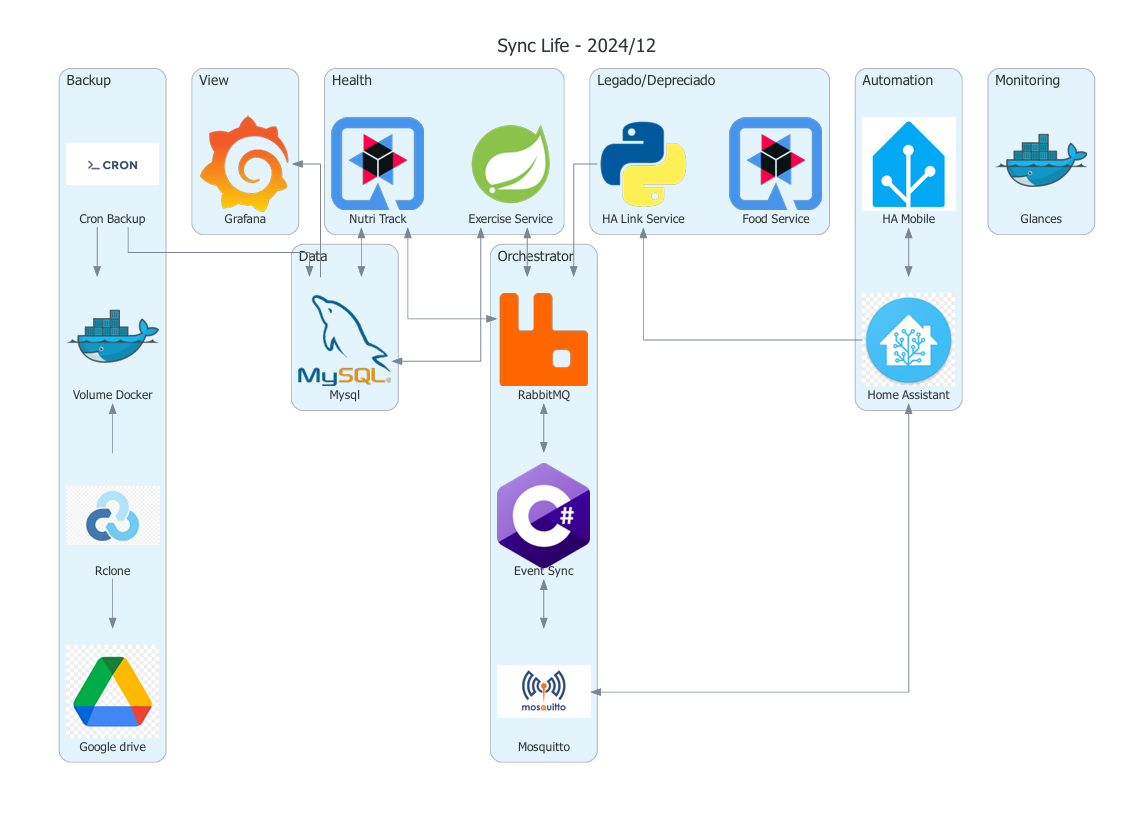 Sync Life - 2024/12
Backup
View
Health
Legado/Depreciado
Automation
Monitoring
>_ CRON
Cron Backup
Grafana
Nutri Track
Exercise Service
HA Link Service
Food Service
HA Mobile
Glances
Data
Orchestrator
MySQL
Volume Docker
Mysql
RabbitMQ
Home Assistant
C#
Rclone
Event Sync
mosquitto
Google drive
Mosquitto